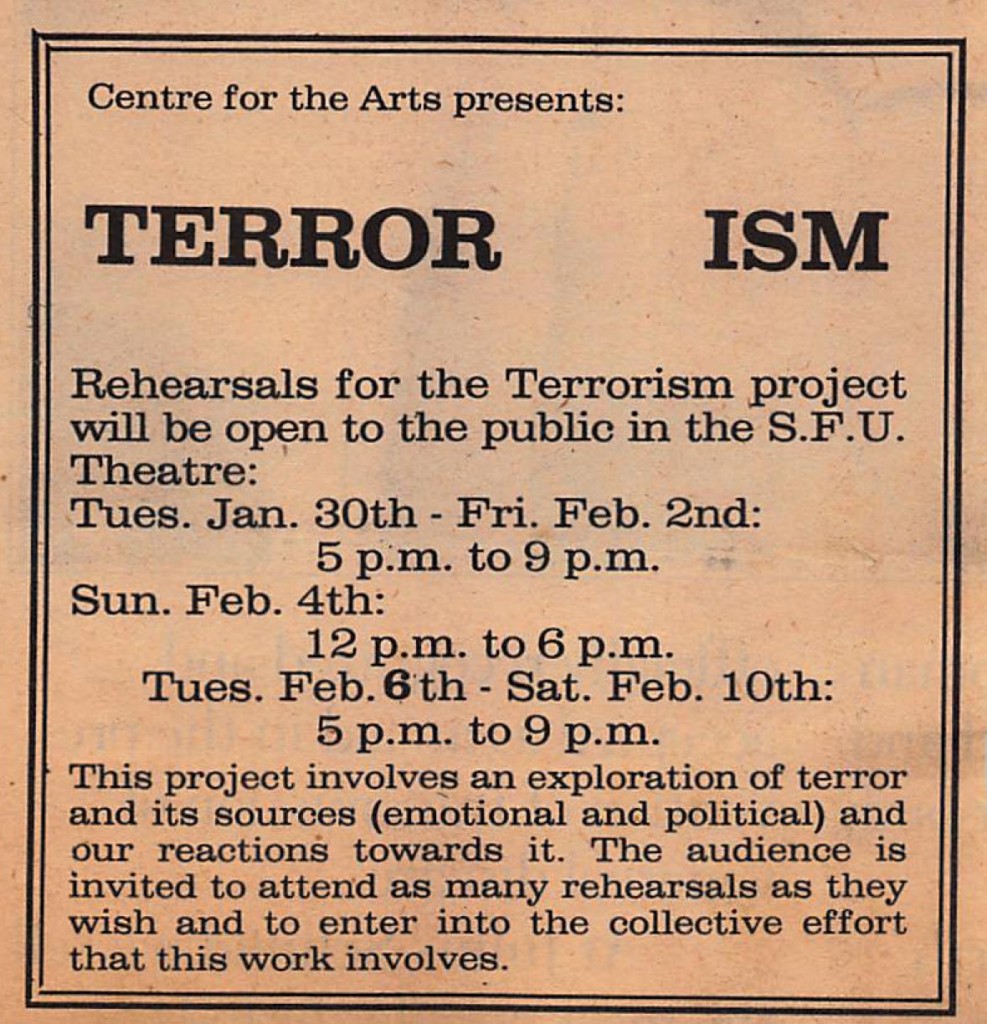 Centre for the Arts presents:
TERROR ISM
Rehearsals for the Terrorism project
will be open to the public in the S.F.U.
Theatre:
Tues. Jan. 30th - Fri. Feb. 2nd:
5 p.m. to 9 p.m.
Sun. Feb. 4th:
12 p.m. to 6 p.m.
Tues. Feb. 6th - Sat. Feb. 10th:
5 p.m. to 9 p.m.
This project involves an exploration of terror
and its sources (emotional and political) and
our reactions towards it. The audience is
invited to attend as many rehearsals as they
wish and to enter into the collective effort
that this work involves.